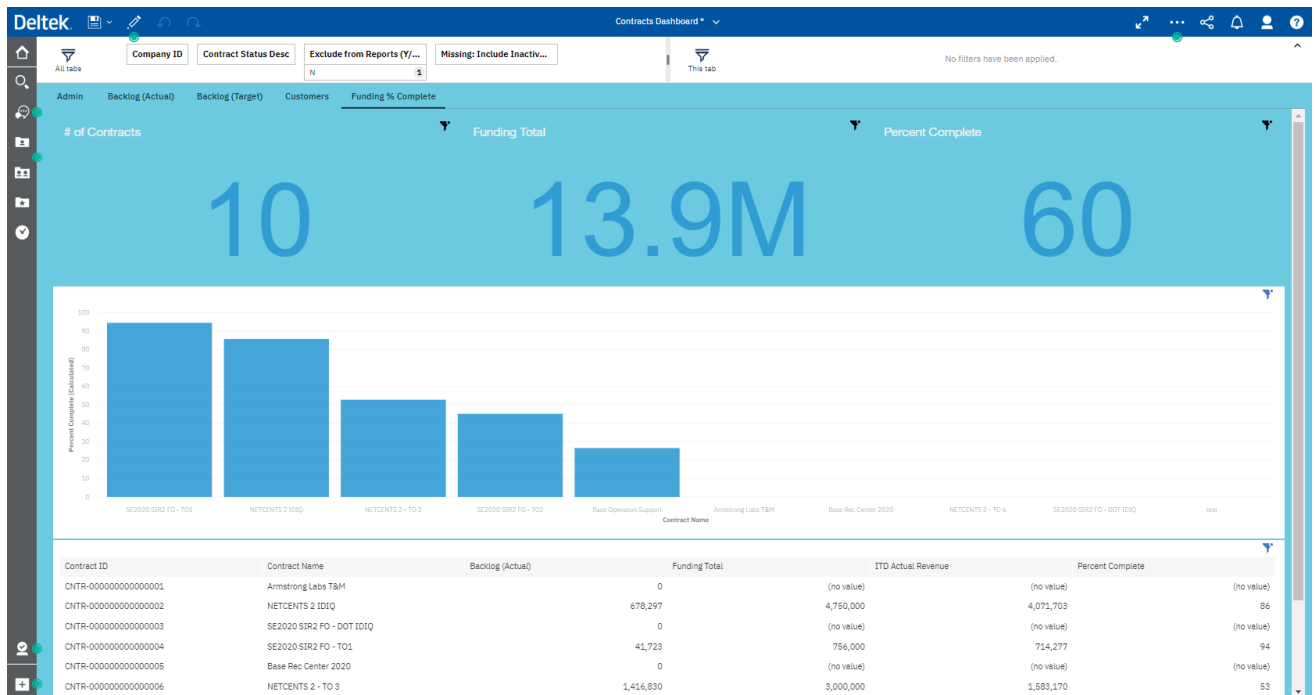 Deltek
Contracts Dashboard *
All tabs
Company ID
Contract Status Desc
Exclude from Reports (Y/...
N
1
Missing: Include Inactiv...
This tab
No filters have been applied.
Admin
Backlog (Actual)
Backlog (Target)
Customers
Funding % Complete
# of Contracts
Funding Total
Percent Complete
10
13.9M
60
100
90
80
70
60
50
40
30
20
10
0
Percent Complete (Calculated)
SE2020 SIR2 FO - TO1
NETCENTS 2 IDIQ
NETCENTS 2 - TO 3
SE2020 SIR2 FO - TO2
Base Operation Support
Armstrong Labs T&M
Base Rec Center 2020
NETCENTS 2 - TO 6
SE2020 SIR2 FO - DOT IDIQ
test
Contract Name
Contract ID Contract Name Backlog (Actual) Funding Total ITD Actual Revenue Percent Complete
CNTR-000000000000001 Armstrong Labs T&M 0 (no value) (no value) (no value)
CNTR-000000000000002 NETCENTS 2 IDIQ 678,297 4,750,000 4,071,703 86
CNTR-000000000000003 SE2020 SIR2 FO - DOT IDIQ 0 (no value) (no value) (no value)
CNTR-000000000000004 SE2020 SIR2 FO - TO1 41,723 756,000 714,277 94
CNTR-000000000000005 Base Rec Center 2020 0 (no value) (no value) (no value)
CNTR-000000000000006 NETCENTS 2 - TO 3 1,416,830 3,000,000 1,583,170 53